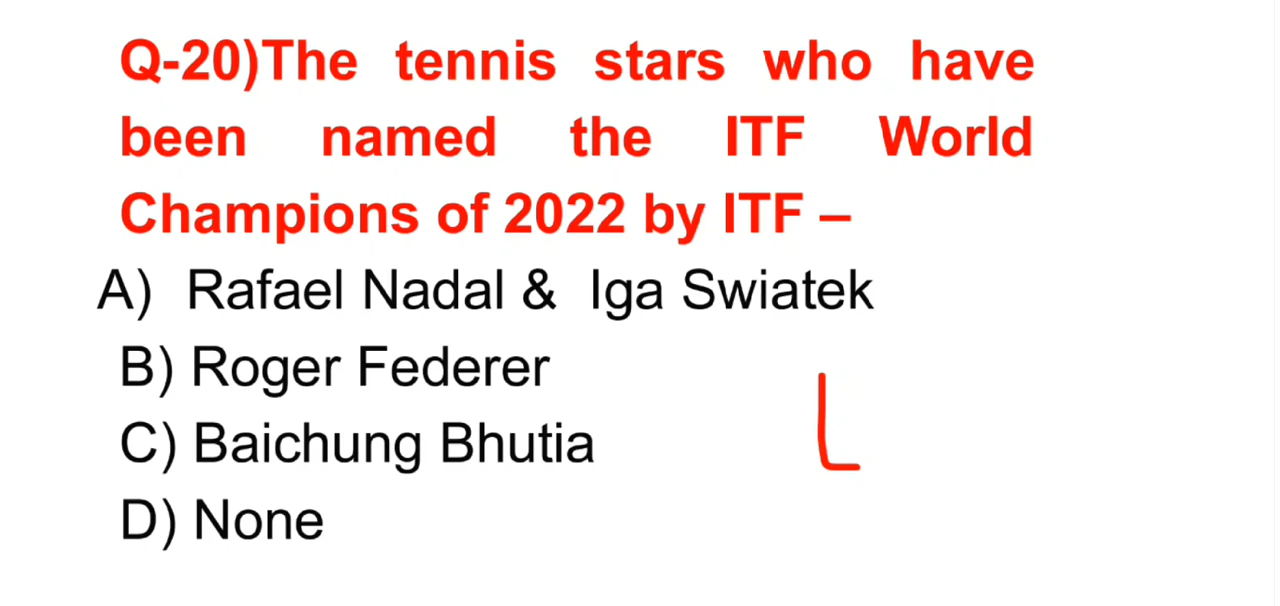 Q-20)The tennis stars who have
been named the ITF World
Champions of 2022 by ITF –
A) Rafael Nadal & Iga Swiatek
B) Roger Federer
C) Baichung Bhutia
D) None